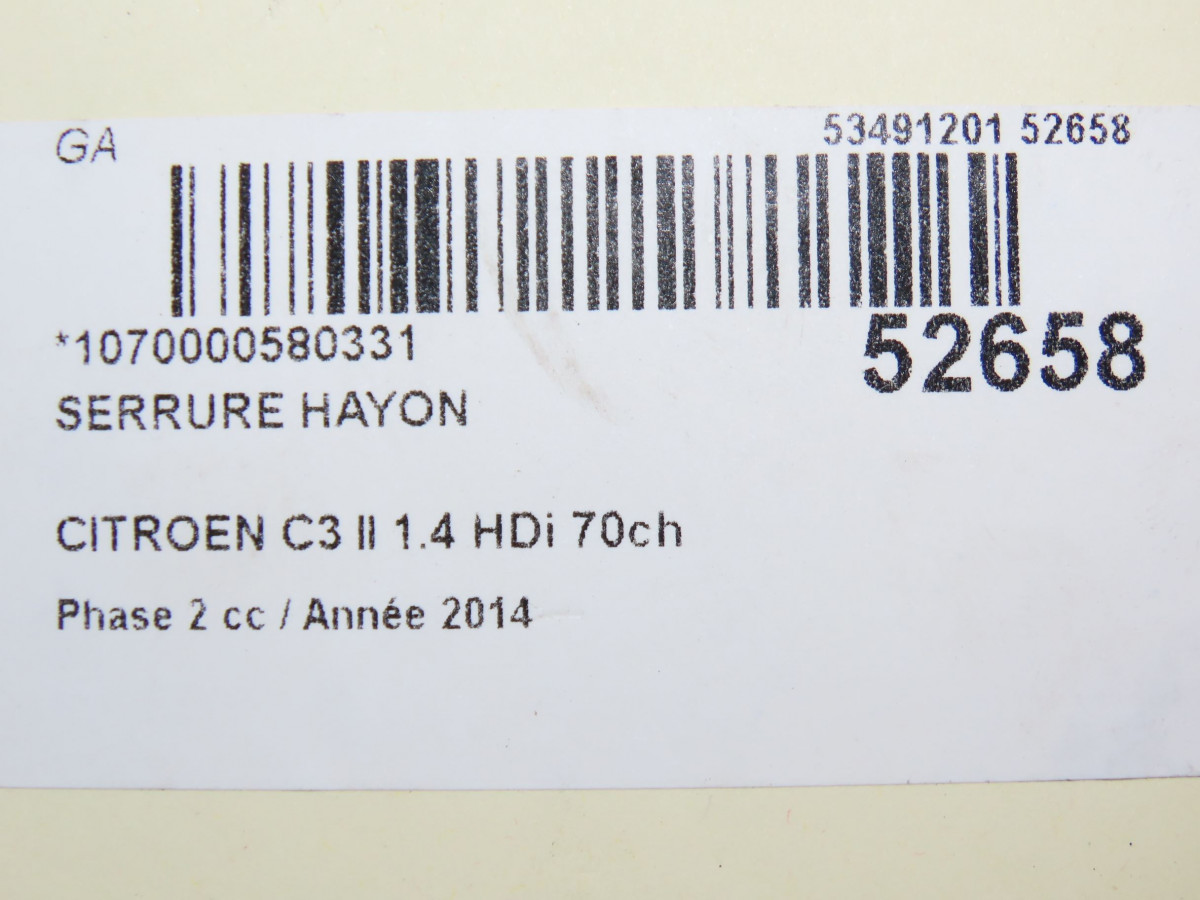 GA
53491201 52658
*1070000580331
52658
SERRURE HAYON
CITROEN C3 II 1.4 HDi 70ch
Phase 2 cc / Année 2014